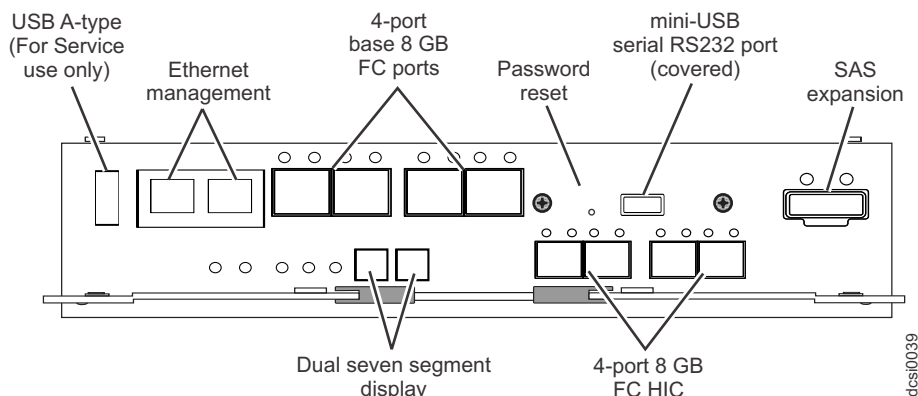 USB A-type
(For Service
use only)
Ethernet
management
4-port
base 8 GB
FC ports
Password
reset
mini-USB
serial RS232 port
(covered)
SAS
expansion
Dual seven segment
display
4-port 8 GB
FC HIC
dcsi0039